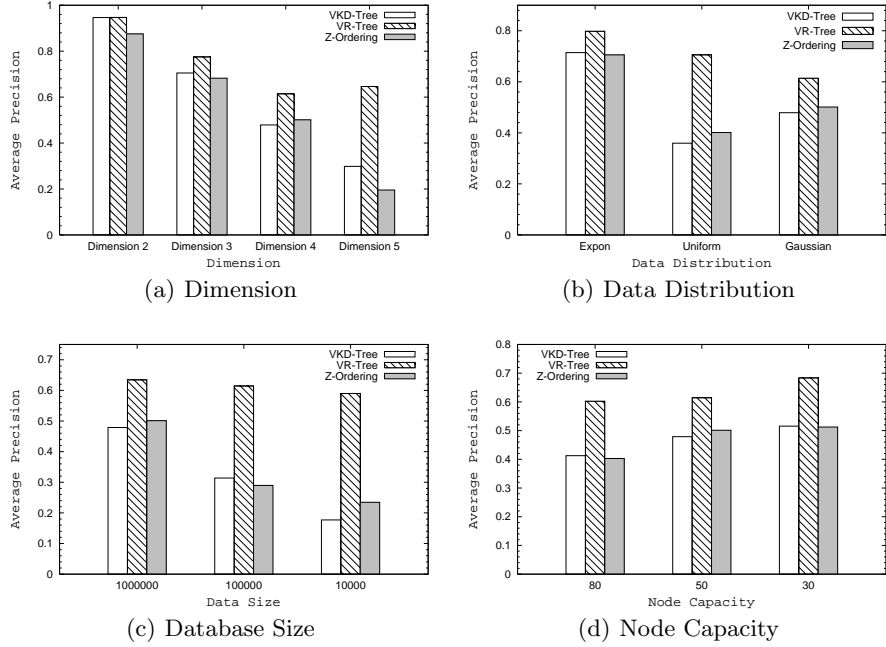 VKD-Tree
VR-Tree
Z-Ordering
Average Precision
1
0.8
0.6
0.4
0.2
0
Dimension 2 Dimension 3 Dimension 4 Dimension 5
Dimension
(a) Dimension
VKD-Tree
VR-Tree
Z-Ordering
Average Precision
0.8
0.6
0.4
0.2
0
Expon Uniform Gaussian
Data Distribution
(b) Data Distribution
VKD-Tree
VR-Tree
Z-Ordering
Average Precision
0.7
0.6
0.5
0.4
0.3
0.2
0.1
0
1000000 100000 10000
Data Size
(c) Database Size
VKD-Tree
VR-Tree
Z-Ordering
Average Precision
0.8
0.7
0.6
0.5
0.4
0.3
0.2
0.1
0
80 50 30
Node Capacity
(d) Node Capacity